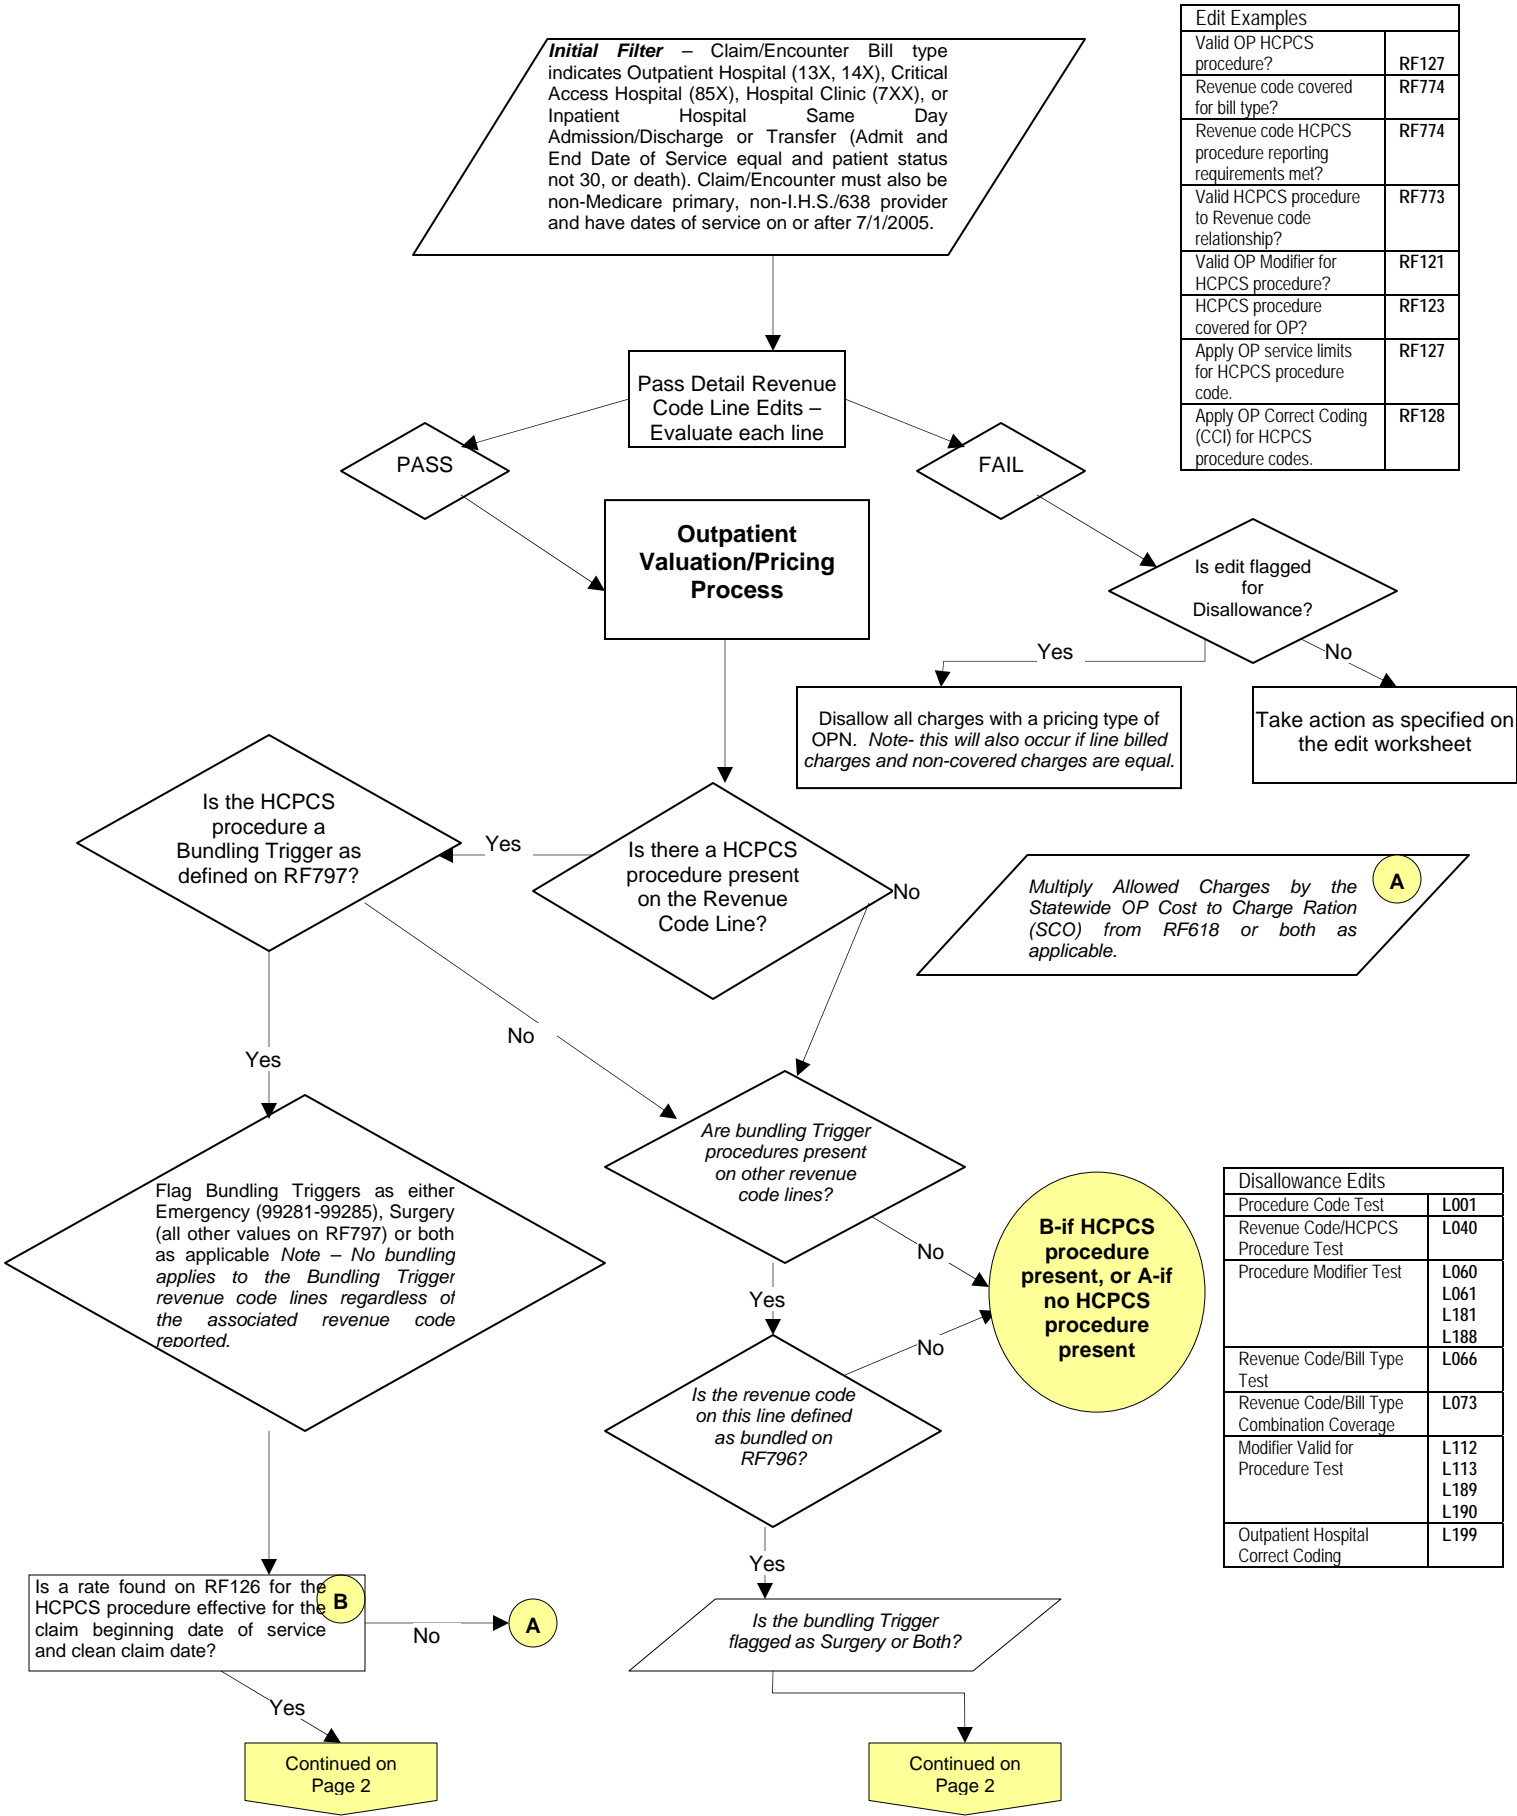 Initial Filter – Claim/Encounter Bill type
indicates Outpatient Hospital (13X, 14X), Critical
Access Hospital (85X), Hospital Clinic (7XX), or
Inpatient Hospital Same Day
Admission/Discharge or Transfer (Admit and
End Date of Service equal and patient status
not 30, or death). Claim/Encounter must also be
non-Medicare primary, non-I.H.S./638 provider
and have dates of service on or after 7/1/2005.
Edit Examples
Valid OP HCPCS
procedure? RF127
Revenue code covered RF774
for bill type?
Revenue code HCPCS RF774
procedure reporting
requirements met?
Valid HCPCS procedure RF773
to Revenue code
relationship?
Valid OP Modifier for RF121
HCPCS procedure?
HCPCS procedure RF123
covered for OP?
Apply OP service limits RF127
for HCPCS procedure
code.
Apply OP Correct Coding RF128
(CCI) for HCPCS
procedure codes.
Pass Detail Revenue
Code Line Edits –
Evaluate each line
PASS
FAIL
Outpatient
Valuation/Pricing
Process
Is edit flagged
for
Disallowance?
Yes
No
Disallow all charges with a pricing type of
OPN. Note- this will also occur if line billed
charges and non-covered charges are equal.
Take action as specified on
the edit worksheet
Is the HCPCS
procedure a
Bundling Trigger as
defined on RF797?
Yes
Is there a HCPCS
procedure present
on the Revenue
Code Line?
No
Multiply Allowed Charges by the
Statewide OP Cost to Charge Ration
(SCO) from RF618 or both as
applicable.
A
No
Yes
Are bundling Trigger
procedures present
on other revenue
code lines?
Flag Bundling Triggers as either
Emergency (99281-99285), Surgery
(all other values on RF797) or both
as applicable Note – No bundling
applies to the Bundling Trigger
revenue code lines regardless of
the associated revenue code
reported.
No
Yes
No
B-if HCPCS
procedure
present, or A-if
no HCPCS
procedure
present
Disallowance Edits
Procedure Code Test L001
Revenue Code/HCPCS L040
Procedure Test
Procedure Modifier Test L060
L061
L181
L188
Revenue Code/Bill Type L066
Test
Revenue Code/Bill Type L073
Combination Coverage
Modifier Valid for L112
Procedure Test L113
L189
L190
Outpatient Hospital L199
Correct Coding
Is the revenue code
on this line defined
as bundled on
RF796?
Yes
Is a rate found on RF126 for the
HCPCS procedure effective for the
claim beginning date of service
and clean claim date?
B
No
A
Is the bundling Trigger
flagged as Surgery or Both?
Yes
Continued on
Page 2
Continued on
Page 2